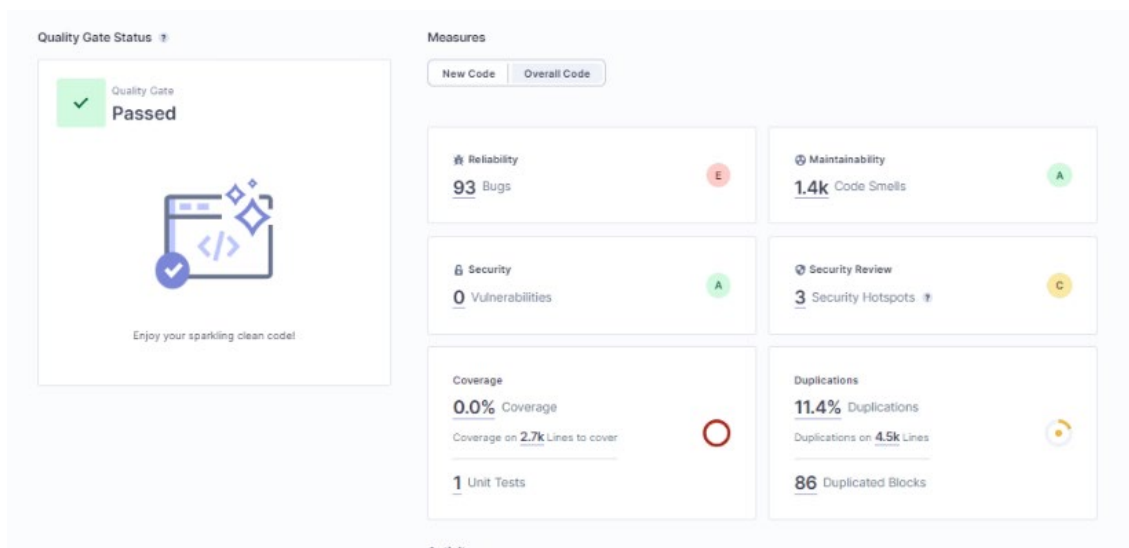 Quality Gate Status ?
Quality Gate
Passed
</>
Enjoy your sparkling clean code!
Measures
New Code Overall Code
Reliability
93 Bugs
E
Maintainability
1.4k Code Smells
A
Security
0 Vulnerabilities
A
Security Review
3 Security Hotspots ?
C
Coverage
0.0% Coverage
Coverage on 2.7k Lines to cover
1 Unit Tests
Duplications
11.4% Duplications
Duplications on 4.5k Lines
86 Duplicated Blocks